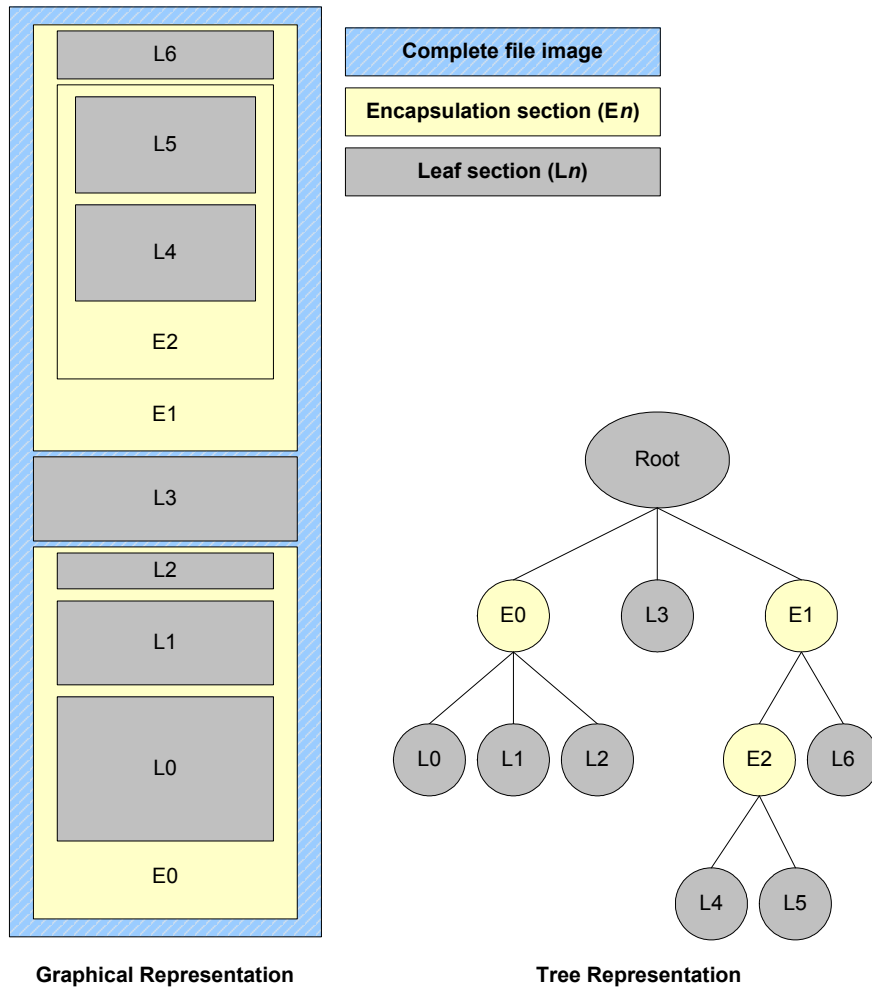 L6
L5
L4
E2
E1
L3
L2
L1
L0
E0
Complete file image
Encapsulation section (En)
Leaf section (Ln)
Root
E0
L3
E1
L0
L1
L2
E2
L6
L4
L5
Graphical Representation
Tree Representation